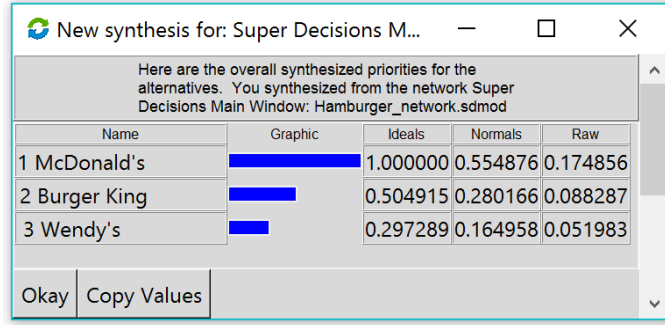 New synthesis for: Super Decisions M...
Here are the overall synthesized priorities for the
alternatives. You synthesized from the network Super
Decisions Main Window: Hamburger_network.sdmod
Name Graphic Ideals Normals Raw
1 McDonald's 1.000000 0.554876 0.174856
2 Burger King 0.504915 0.280166 0.088287
3 Wendy's 0.297289 0.164958 0.051983
Okay Copy Values